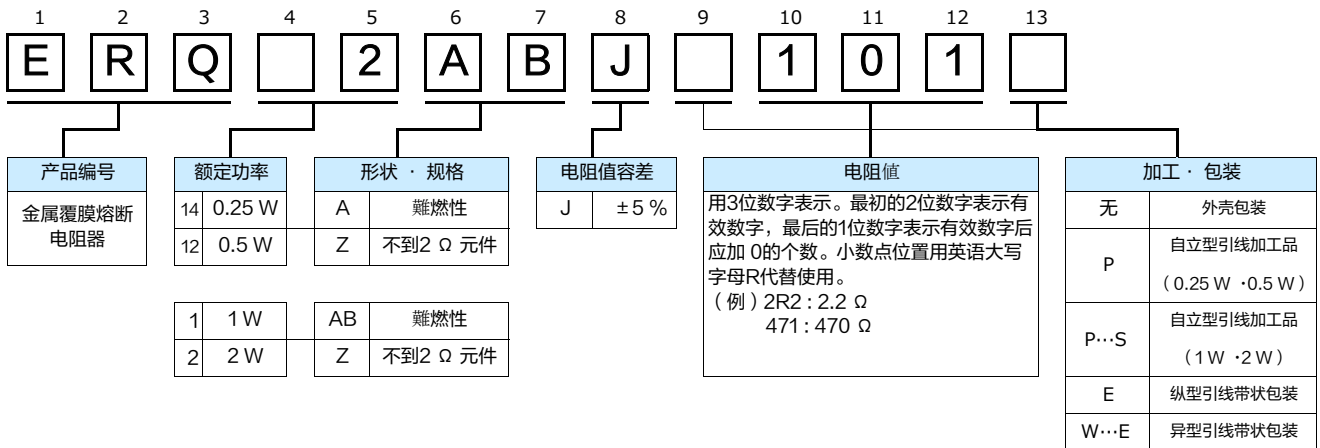 1 2 3 4 5 6 7 8 9 10 11 12 13
E R Q 2 A B J 1 0 1
产品编号
金属覆膜熔断
电阻器
额定功率
14 0.25 W
12 0.5 W
1 1 W
2 2 W
形状 · 规格
A 難燃性
Z 不到2 Ω 元件
AB 難燃性
Z 不到2 Ω 元件
电阻值容差
J ±5 %
电阻値
用3位数字表示。最初的2位数字表示有
效数字，最后的1位数字表示有效数字后
应加 0的个数。小数点位置用英语大写
字母R代替使用。
（例）2R2 : 2.2 Ω
471 : 470 Ω
加工 · 包装
无 外壳包装
P 自立型引线加工品
（0.25 W ·0.5 W）
P···S 自立型引线加工品
（1 W ·2 W）
E 纵型引线带状包装
W···E 异型引线带状包装